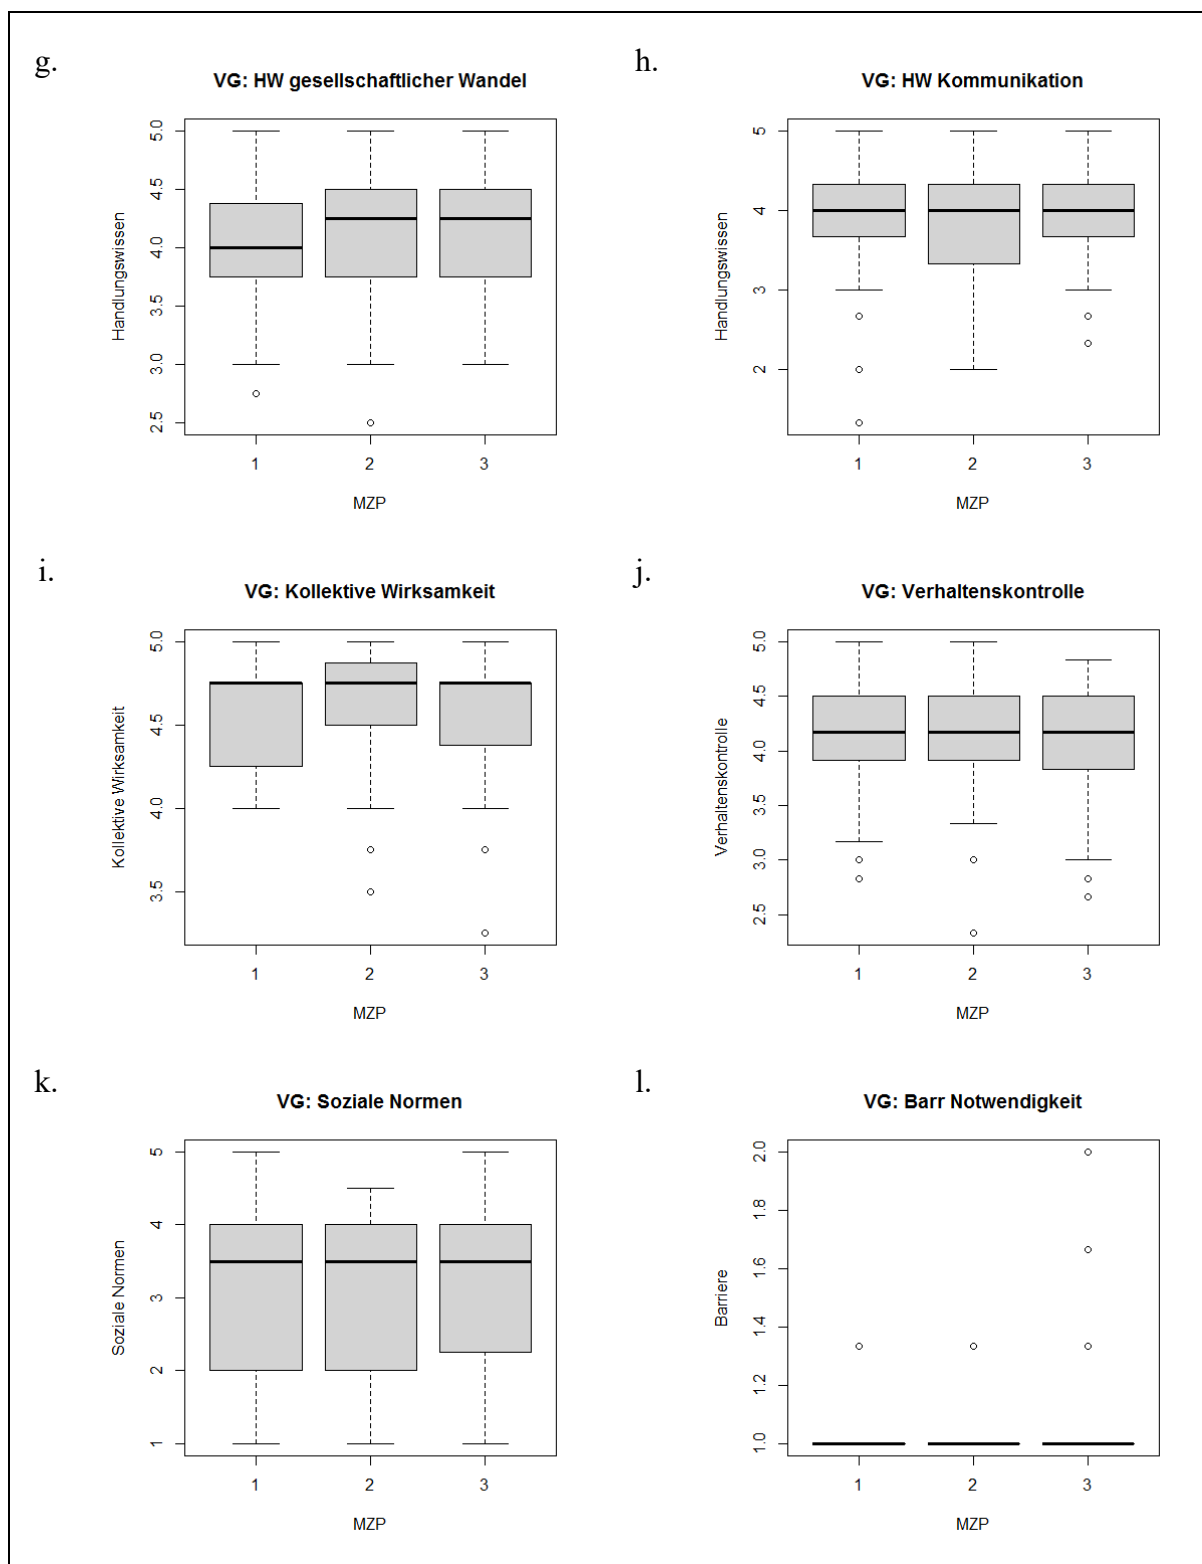 g.
VG: HW gesellschaftlicher Wandel
Handlungswissen
5.0
4.5
4.0
3.5
3.0
2.5
1 2 3
MZP
h.
VG: HW Kommunikation
Handlungswissen
5
4
3
2
1 2 3
MZP
i.
VG: Kollektive Wirksamkeit
Kollektive Wirksamkeit
5.0
4.5
4.0
3.5
1 2 3
MZP
j.
VG: Verhaltenskontrolle
Verhaltenskontrolle
5.0
4.5
4.0
3.5
3.0
2.5
1 2 3
MZP
k.
VG: Soziale Normen
Soziale Normen
5
4
3
2
1
1 2 3
MZP
l.
VG: Barr Notwendigkeit
Barriere
2.0
1.8
1.6
1.4
1.2
1.0
1 2 3
MZP